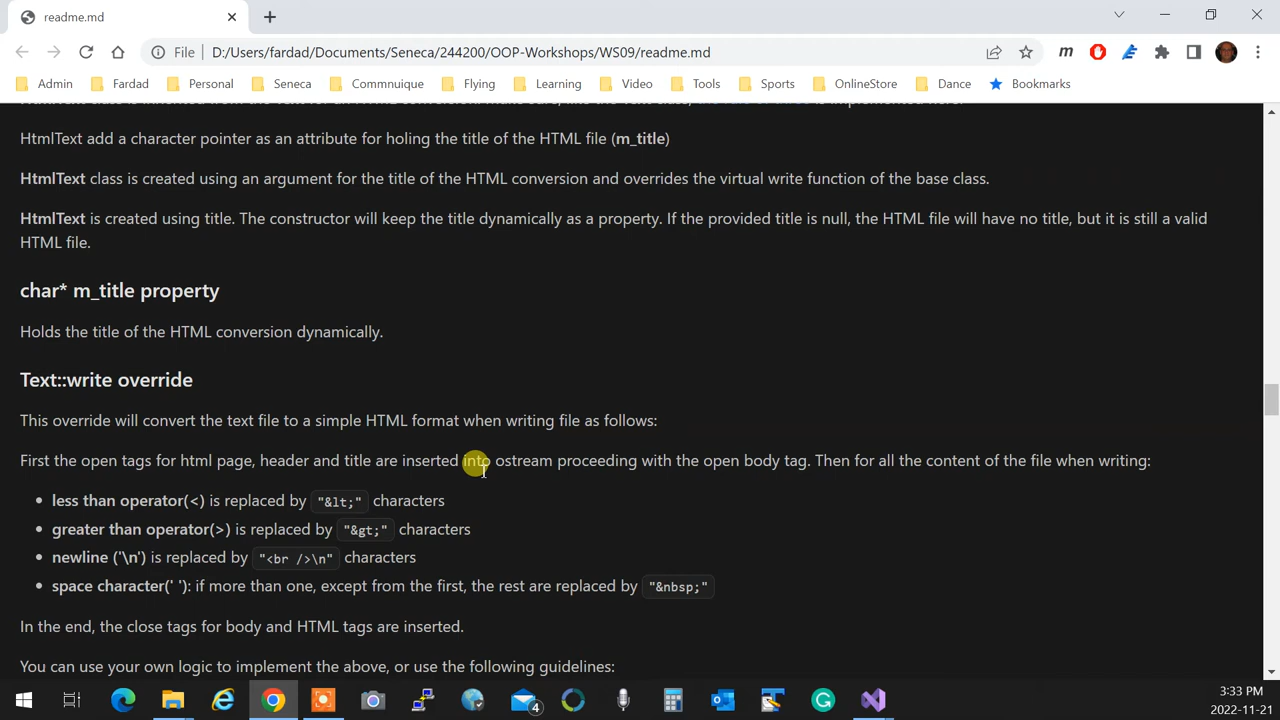 readme.md
File D:/Users/fardad/Documents/Seneca/244200/OOP-Workshops/WS09/readme.md
Admin Fardad Personal Seneca Commnuique Flying Learning Video Tools Sports OnlineStore Dance Bookmarks
HtmlText add a character pointer as an attribute for holing the title of the HTML file (m_title)
HtmlText class is created using an argument for the title of the HTML conversion and overrides the virtual write function of the base class.
HtmlText is created using title. The constructor will keep the title dynamically as a property. If the provided title is null, the HTML file will have no title, but it is still a valid
HTML file.
char* m_title property
Holds the title of the HTML conversion dynamically.
Text::write override
This override will convert the text file to a simple HTML format when writing file as follows:
First the open tags for html page, header and title are inserted into ostream proceeding with the open body tag. Then for all the content of the file when writing:
• less than operator(<) is replaced by "&lt;" characters
• greater than operator(>) is replaced by "&gt;" characters
• newline ('\n') is replaced by "<br />\n" characters
• space character(' '): if more than one, except from the first, the rest are replaced by "&nbsp;"
In the end, the close tags for body and HTML tags are inserted.
You can use your own logic to implement the above, or use the following guidelines:
4
3:33 PM
2022-11-21